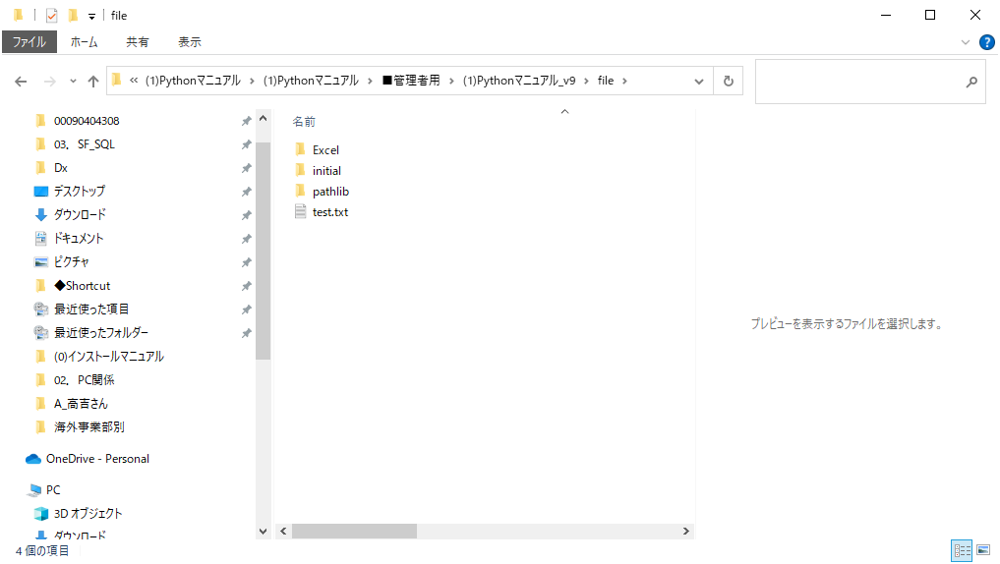 file
ファイル ホーム 共有 表示
« (1)Pythonマニュアル › (1)Pythonマニュアル › ■管理者用 › (1)Pythonマニュアル_v9 › file ›
00090404308
03．SF_SQL
Dx
デスクトップ
ダウンロード
ドキュメント
ピクチャ
◆Shortcut
最近使った項目
最近使ったフォルダー
(0)インストールマニュアル
02．PC関係
A_高吉さん
海外事業部別
OneDrive - Personal
PC
3D オブジェクト
ダウンロード
名前
Excel
initial
pathlib
test.txt
プレビューを表示するファイルを選択します。
4 個の項目